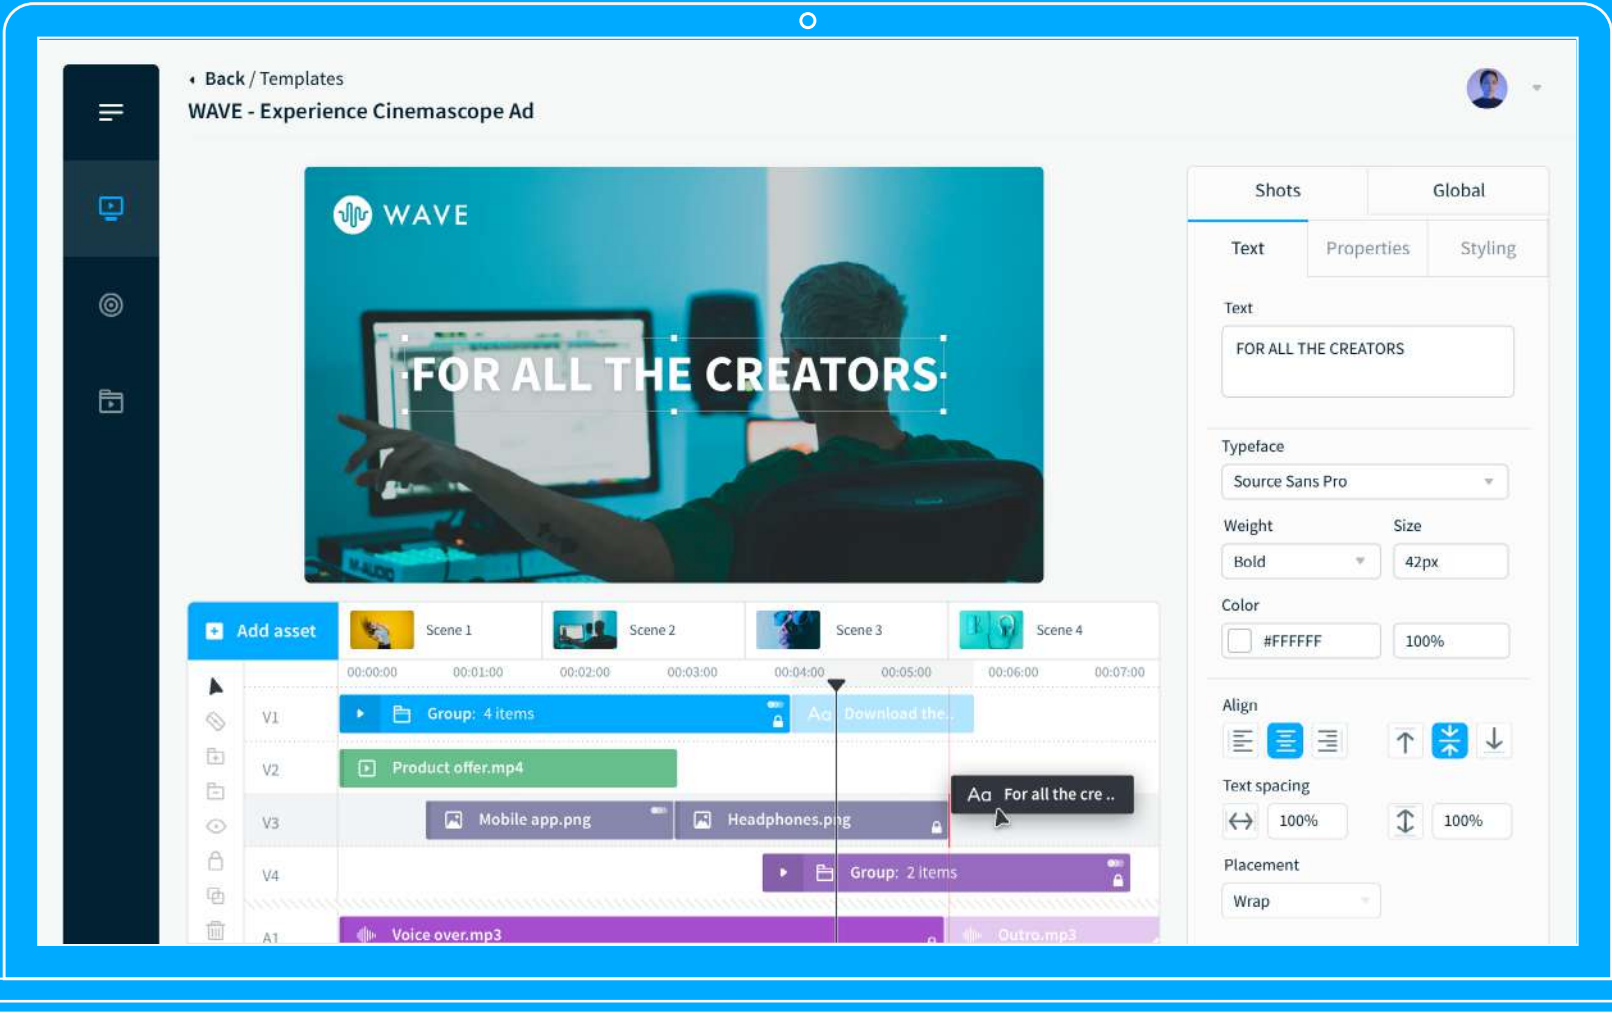 Back / Templates
WAVE - Experience Cinemascope Ad
WAVE
FOR ALL THE CREATORS
M-AUDIO
Shots
Global
Text
Properties
Styling
Text
FOR ALL THE CREATORS
Typeface
Source Sans Pro
Weight
Size
Bold
42px
Color
#FFFFFF
100%
Align
Text spacing
100%
100%
Placement
Wrap
Add asset
Scene 1
Scene 2
Scene 3
Scene 4
00:00:00
00:01:00
00:02:00
00:03:00
00:04:00
00:05:00
00:06:00
00:07:00
V1
Group: 4 items
Aa Download the..
V2
Product offer.mp4
Aa For all the cre ..
V3
Mobile app.png
Headphones.png
V4
Group: 2 items
A1
Voice over.mp3
Outro.mp3